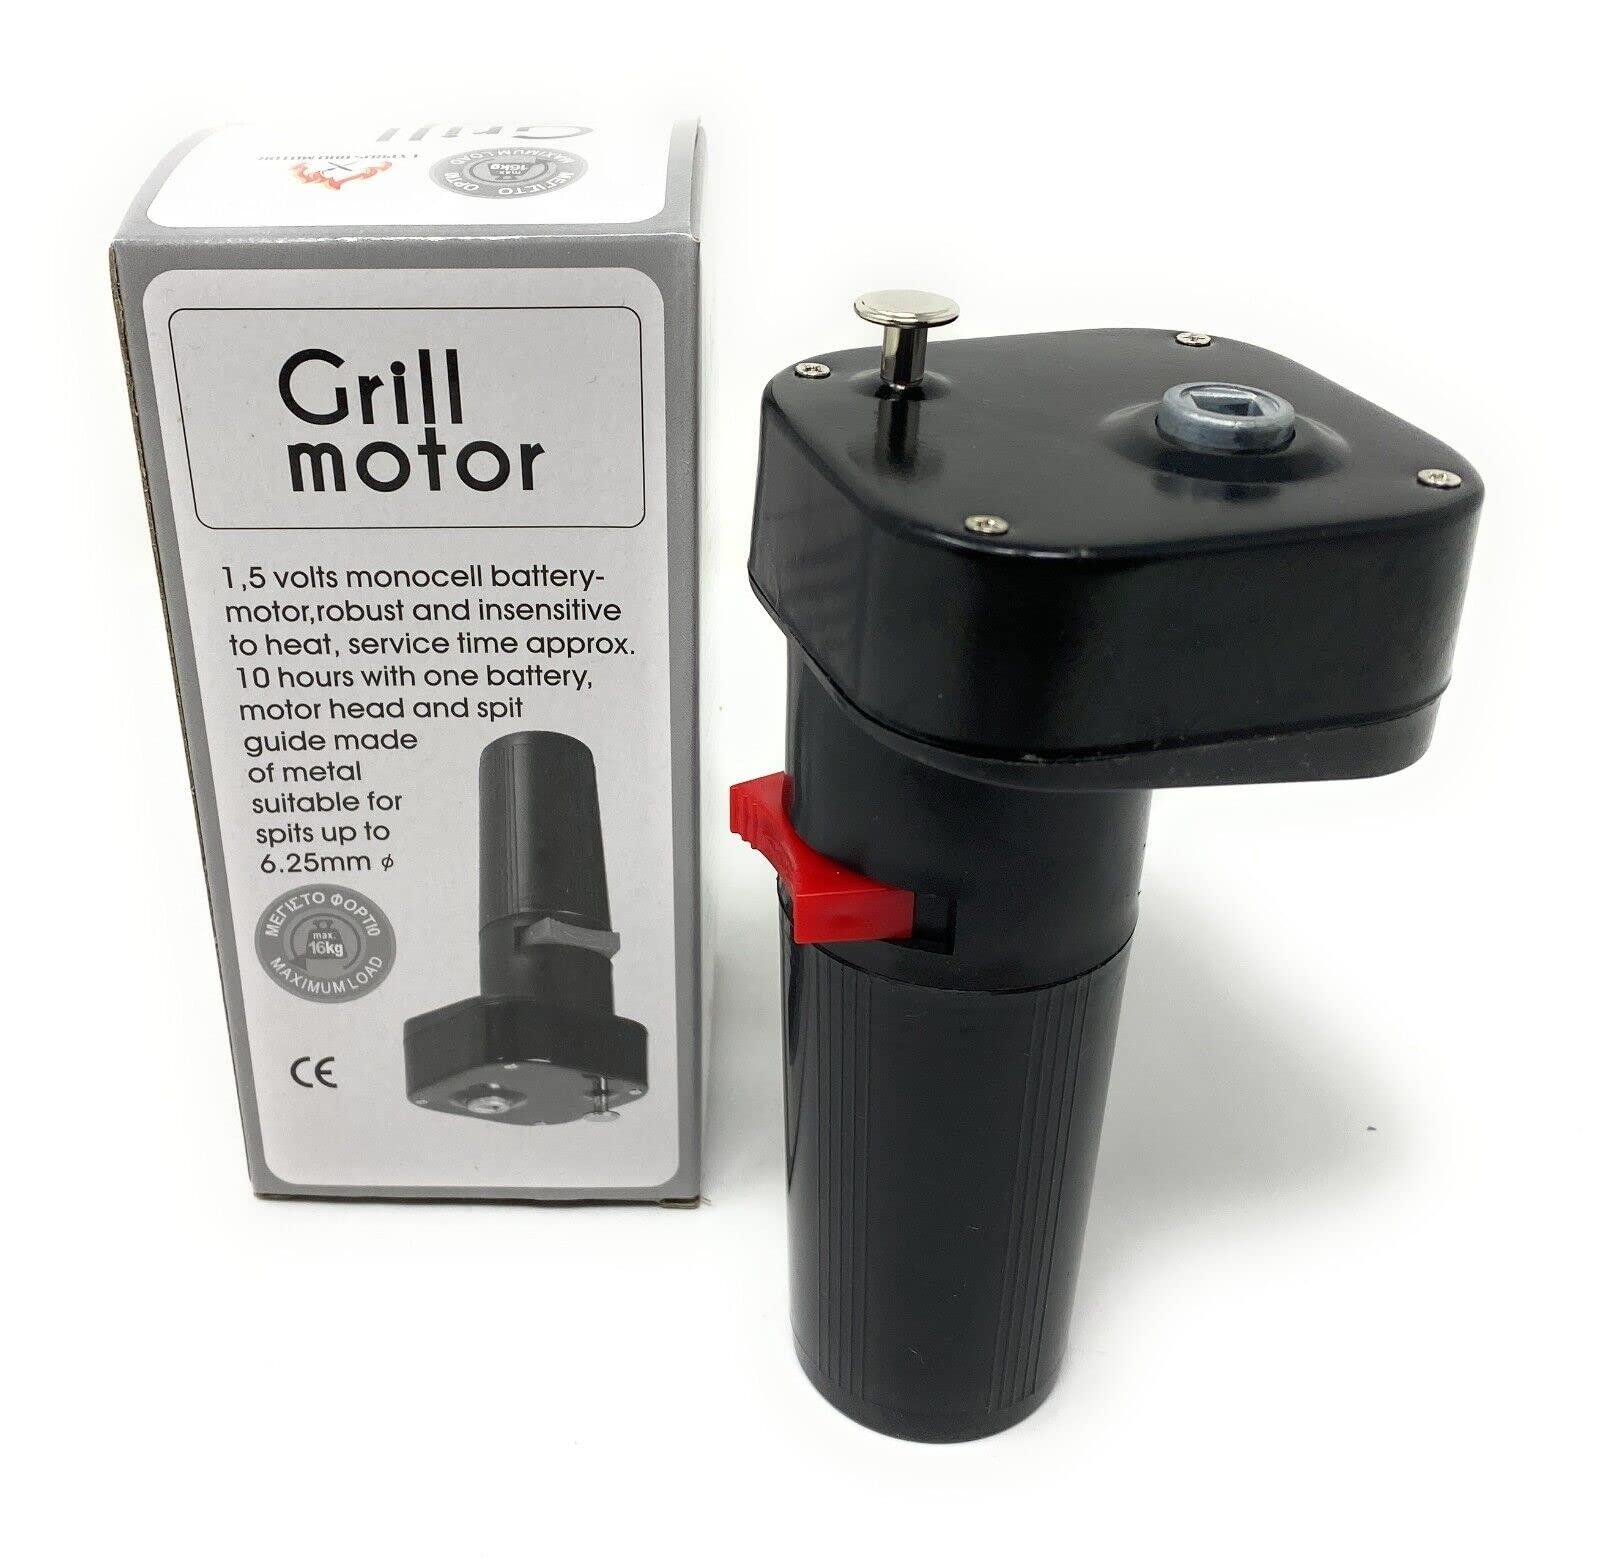 Grill
ΜΕΓΙΣΤΟ ΦΟΡΤΙΟ
max
16kg
MAXIMUM LOAD
Grill
motor
1,5 volts monocell battery-
motor,robust and insensitive
to heat, service time approx.
10 hours with one battery,
motor head and spit
guide made
of metal
suitable for
spits up to
6.25mm ø
ΜΕΓΙΣΤΟ ΦΟΡΤΙΟ
max.
16kg
MAXIMUM LOAD
CE